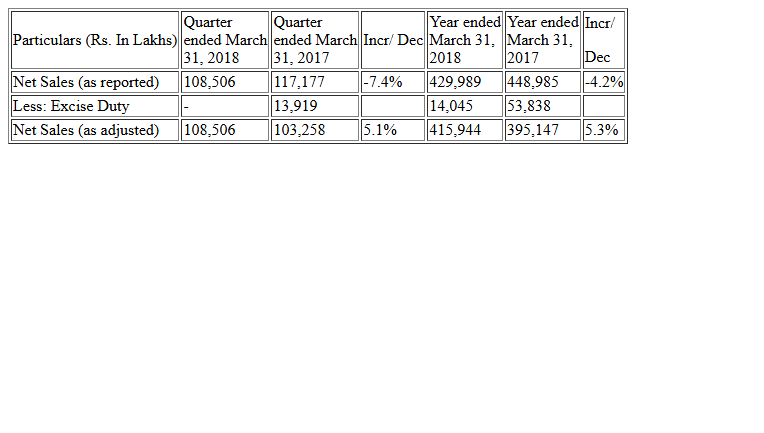 Particulars (Rs. In Lakhs) Quarter ended March 31, 2018 Quarter ended March 31, 2017 Incr/ Dec Year ended March 31, 2018 Year ended March 31, 2017 Incr/ Dec
Net Sales (as reported) 108,506 117,177 -7.4% 429,989 448,985 -4.2%
Less: Excise Duty - 13,919 14,045 53,838
Net Sales (as adjusted) 108,506 103,258 5.1% 415,944 395,147 5.3%